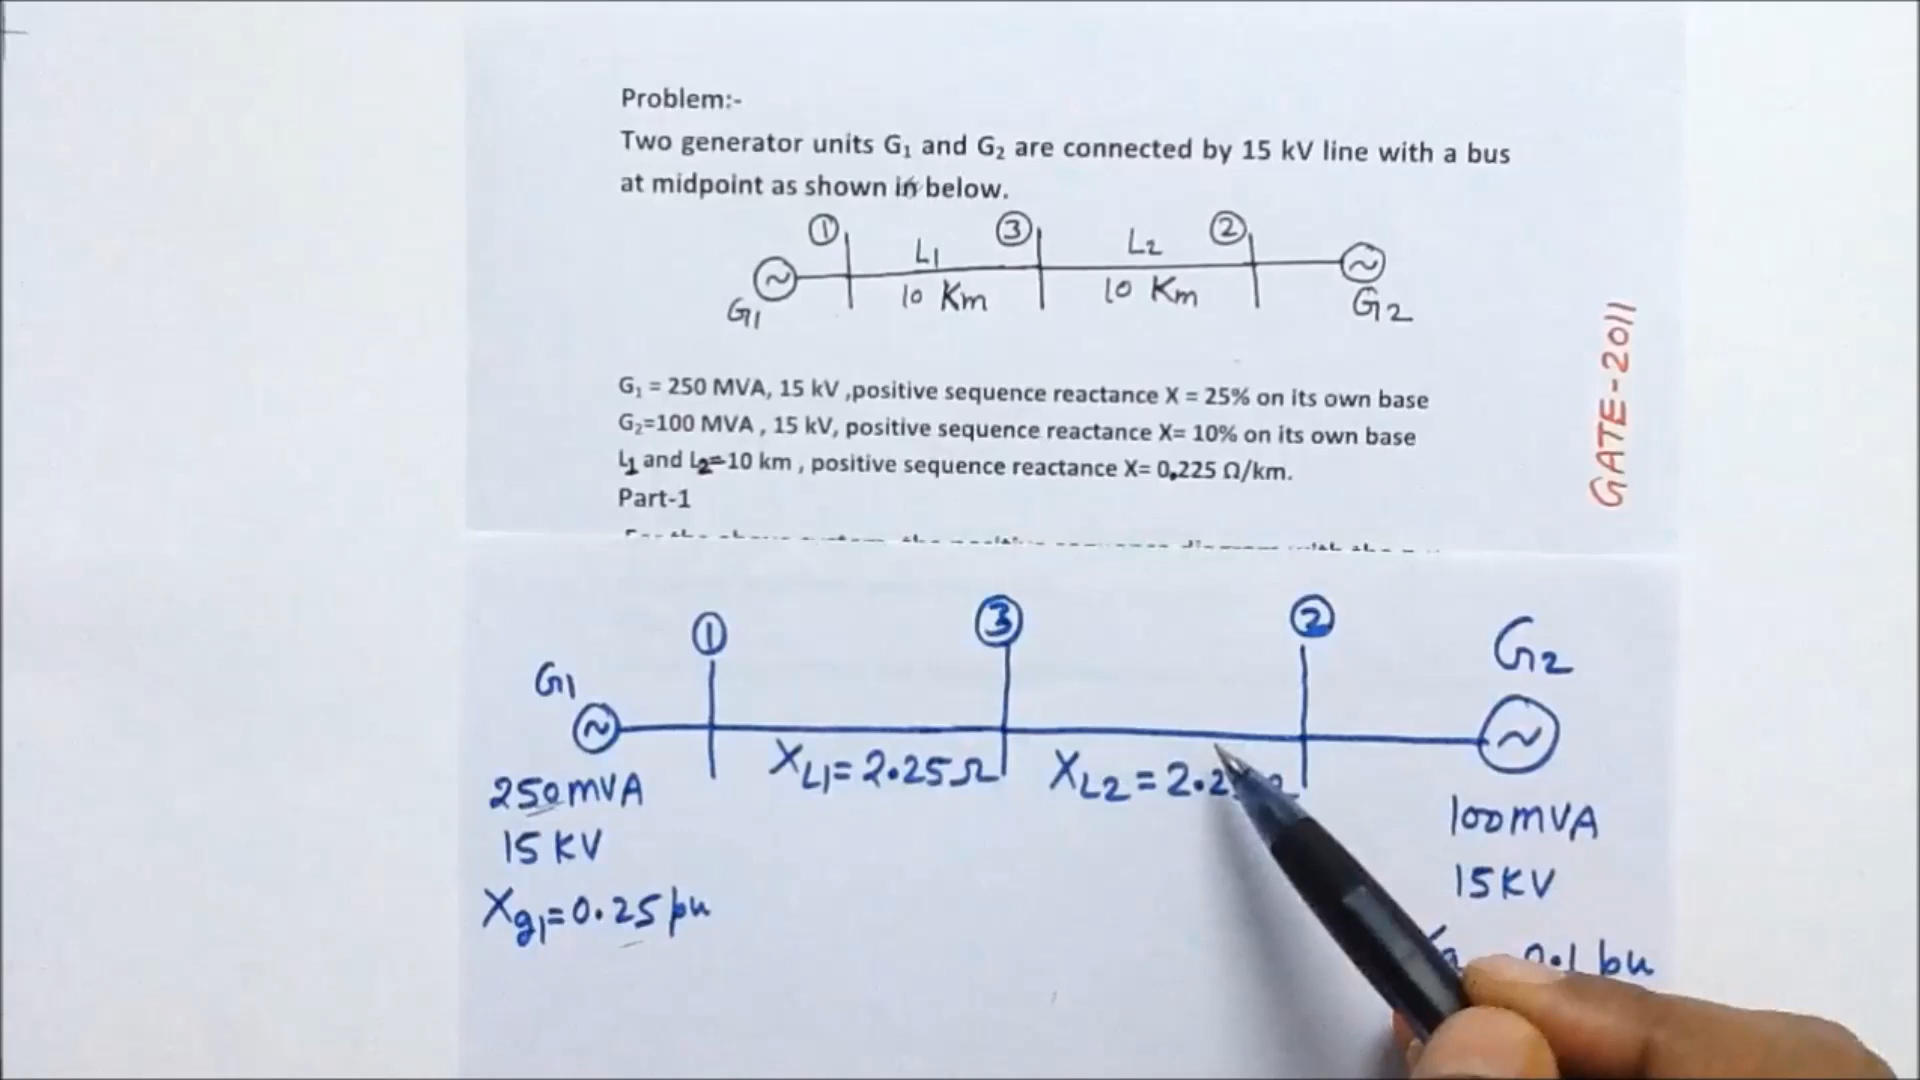 Problem:-
Two generator units G₁ and G₂ are connected by 15 kV line with a bus
at midpoint as shown in below.
① ③ ②
L1 L2
10 Km 10 Km
G1 G2
G₁ = 250 MVA, 15 kV ,positive sequence reactance X = 25% on its own base
G₂=100 MVA , 15 kV, positive sequence reactance X= 10% on its own base
L1 and L2=10 km , positive sequence reactance X= 0.225 Ω/km.
Part-1
GATE-2011
① ③ ②
G1 G2
XL1=2.25Ω XL2=2.2
250MVA 100MVA
15 KV 15KV
Xg1=0.25 pu 0.1 pu